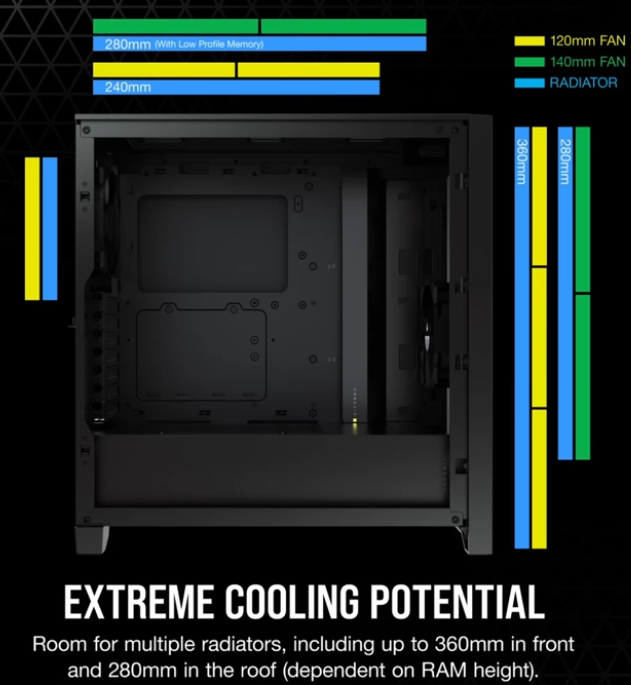 280mm (With Low Profile Memory)
240mm
120mm FAN
140mm FAN
RADIATOR
360mm
280mm
EXTREME COOLING POTENTIAL
Room for multiple radiators, including up to 360mm in front
and 280mm in the roof (dependent on RAM height).